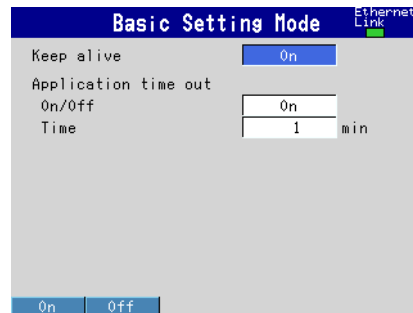 Basic Setting Mode
Ethernet
Link
Keep alive On
Application time out
On/Off On
Time 1 min
On Off